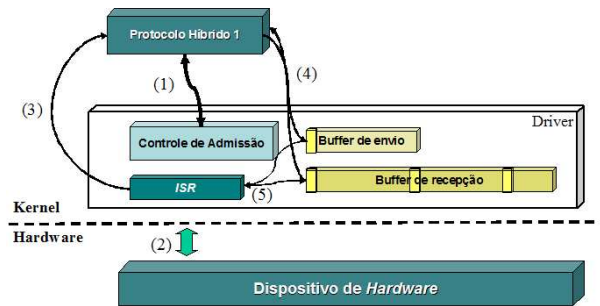 Protocolo Híbrido 1
(1)
(4)
(3)
Driver
Controle de Admissão
Buffer de envio
ISR
(5)
Buffer de recepção
Kernel
Hardware
(2)
Dispositivo de Hardware